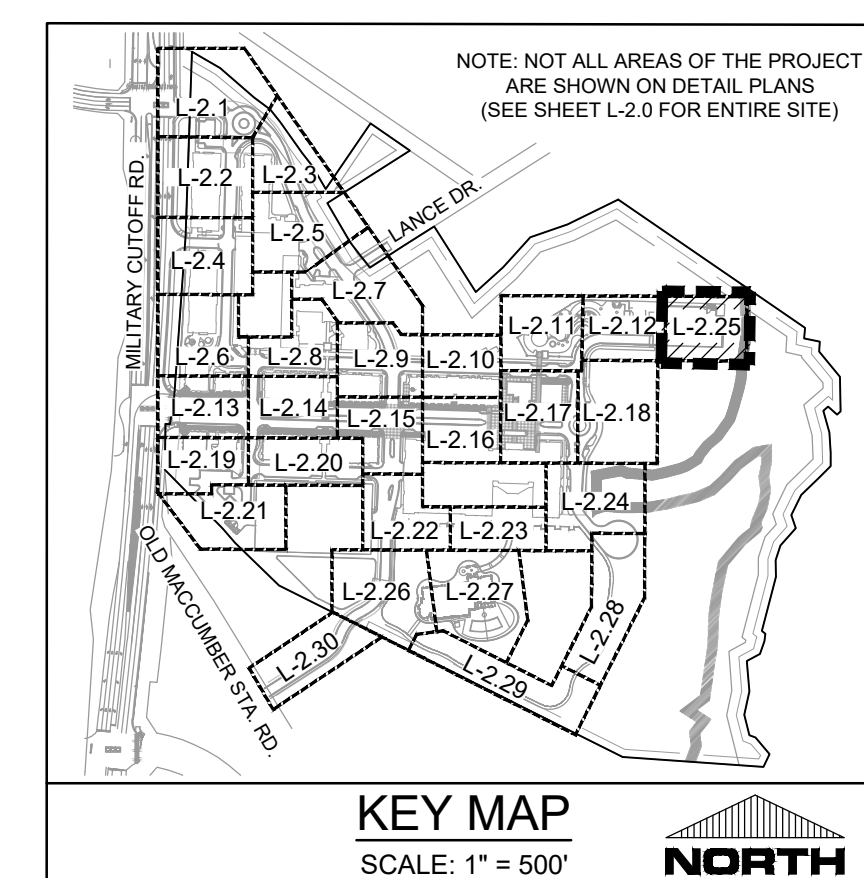 NOTE: NOT ALL AREAS OF THE PROJECT
ARE SHOWN ON DETAIL PLANS
(SEE SHEET L-2.0 FOR ENTIRE SITE)
L-2.1
L-2.2
L-2.3
LANCE DR.
MILITARY CUTOFF RD.
L-2.5
L-2.4
L-2.7
L-2.11
L-2.12
L-2.25
L-2.6
L-2.8
L-2.9
L-2.10
L-2.13
L-2.14
L-2.15
L-2.17
L-2.18
L-2.16
L-2.19
L-2.20
L-2.21
L-2.24
L-2.22
L-2.23
OLD MACCUMBER STA. RD.
L-2.26
L-2.27
L-2.28
L-2.30
L-2.29
KEY MAP
SCALE: 1" = 500'
NORTH